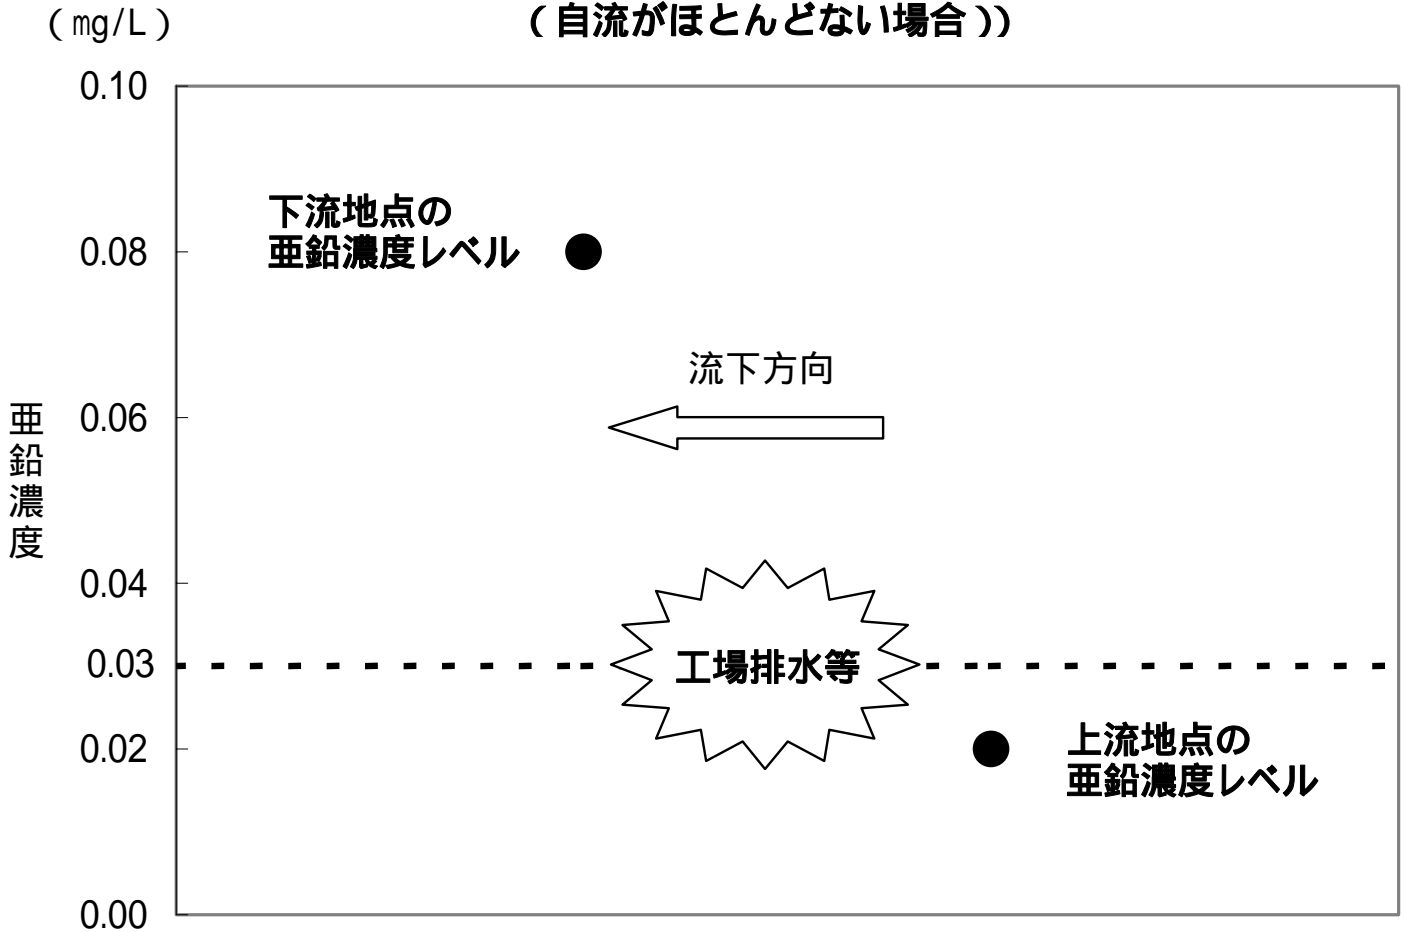 （mg/L）
（自流がほとんどない場合））
0.10
下流地点の
亜鉛濃度レベル
0.08
流下方向
0.06
亜鉛濃度
0.04
0.03
工場排水等
0.02
上流地点の
亜鉛濃度レベル
0.00